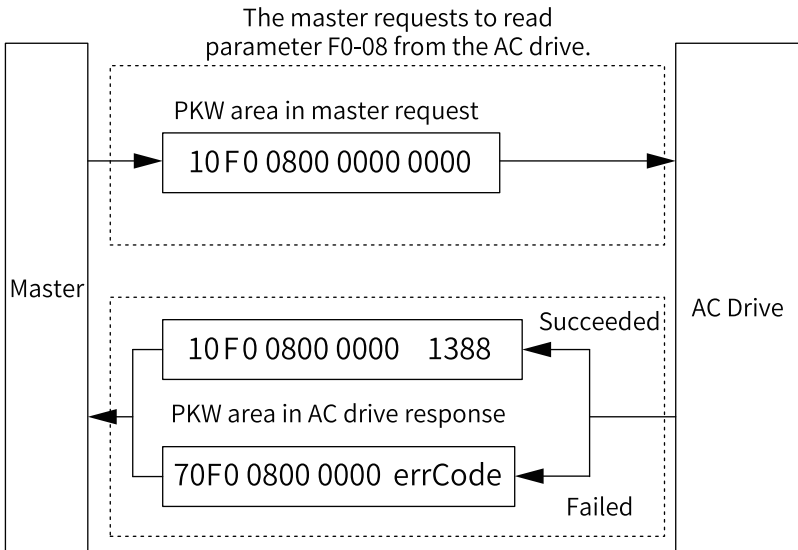 The master requests to read
parameter F0-08 from the AC drive.
PKW area in master request
10F0 0800 0000 0000
Master
AC Drive
Succeeded
10F0 0800 0000 1388
PKW area in AC drive response
70F0 0800 0000 errCode
Failed